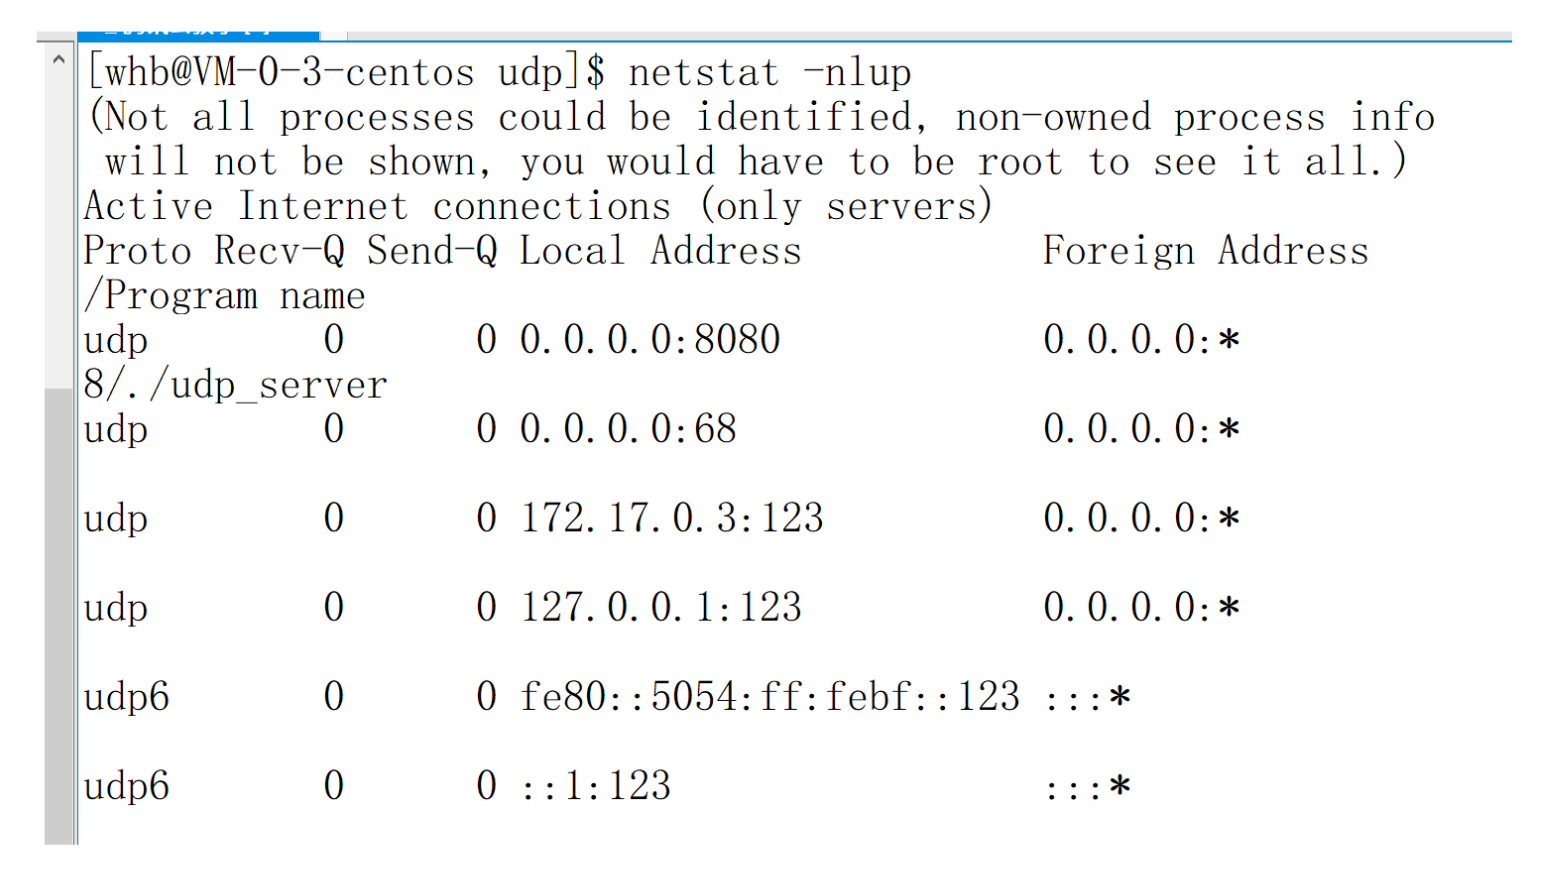 [whb@VM-0-3-centos udp]$ netstat -nlup
(Not all processes could be identified, non-owned process info
 will not be shown, you would have to be root to see it all.)
Active Internet connections (only servers)
Proto Recv-Q Send-Q Local Address           Foreign Address
/Program name
udp        0      0 0.0.0.0:8080            0.0.0.0:*
8/./udp_server
udp        0      0 0.0.0.0:68              0.0.0.0:*
udp        0      0 172.17.0.3:123          0.0.0.0:*
udp        0      0 127.0.0.1:123           0.0.0.0:*
udp6       0      0 fe80::5054:ff:febf::123 :::*
udp6       0      0 ::1:123                 :::*